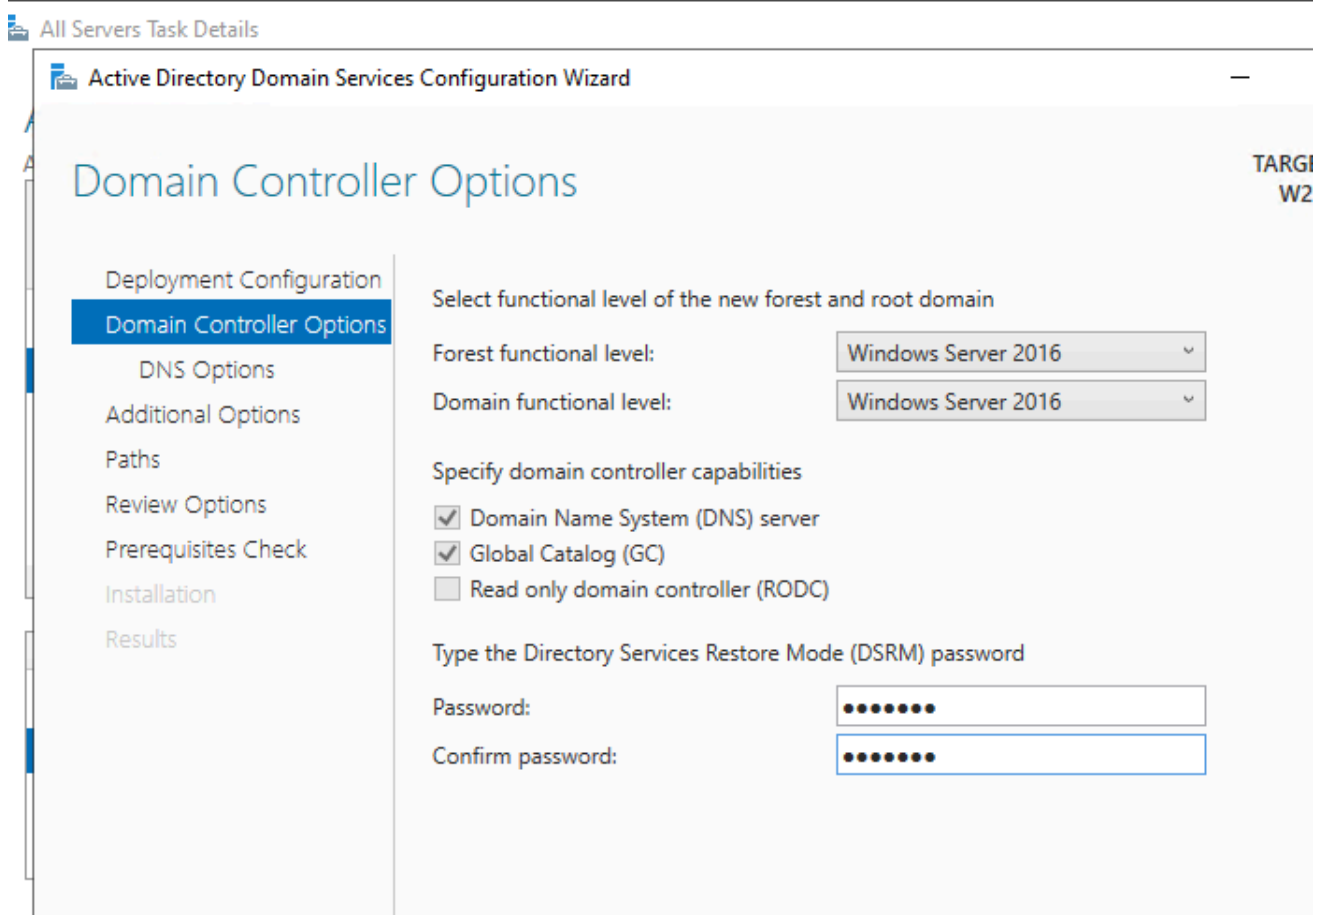 All Servers Task Details
Active Directory Domain Services Configuration Wizard
Domain Controller Options
TARGE
W2
Deployment Configuration
Domain Controller Options
DNS Options
Additional Options
Paths
Review Options
Prerequisites Check
Installation
Results
Select functional level of the new forest and root domain
Forest functional level: Windows Server 2016
Domain functional level: Windows Server 2016
Specify domain controller capabilities
Domain Name System (DNS) server
Global Catalog (GC)
Read only domain controller (RODC)
Type the Directory Services Restore Mode (DSRM) password
Password: •••••••
Confirm password: •••••••